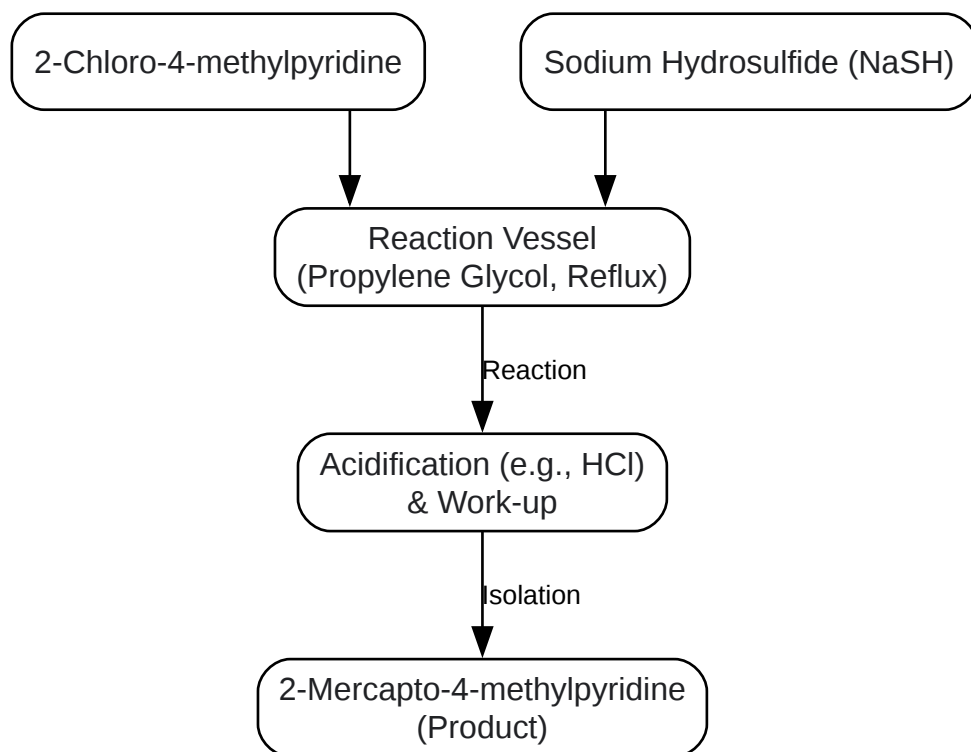 2-Chloro-4-methylpyridine
Sodium Hydrosulfide (NaSH)
Reaction Vessel
(Propylene Glycol, Reflux)
Reaction
Acidification (e.g., HCl)
& Work-up
Isolation
2-Mercapto-4-methylpyridine
(Product)